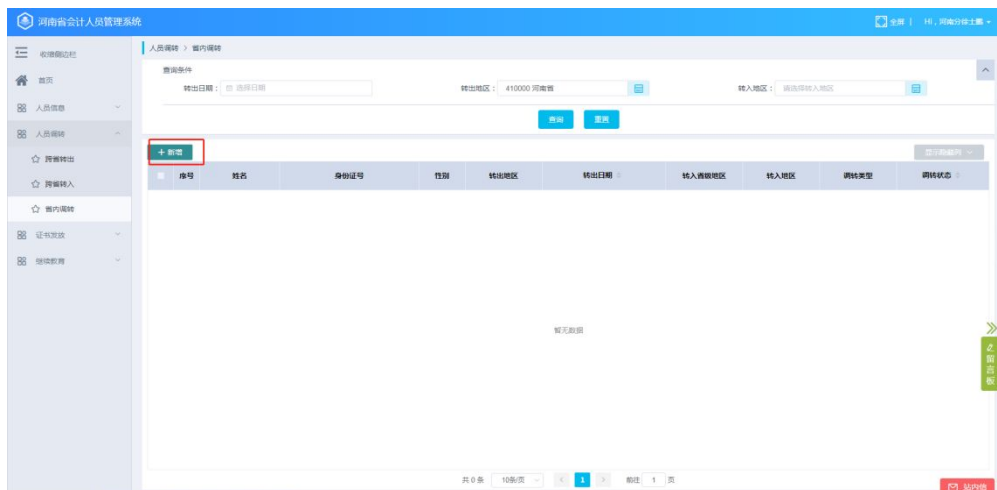 河南省会计人员管理系统
全屏 | Hi,
收缩侧边栏
首页
人员信息
人员调转
跨省转出
跨省转入
省内调转
证书发放
继续教育
人员调转 > 省内调转
查询条件
转出日期： 选择日期 转出地区： 410000 河南省 转入地区： 请选择转入地区
查询 重置
+ 新增 显示隐藏列
序号 姓名 身份证号 性别 转出地区 转出日期 转入省级地区 转入地区 调转类型 调转状态
暂无数据
留言板
共 0 条 10条/页 < 1 > 前往 1 页
站内信